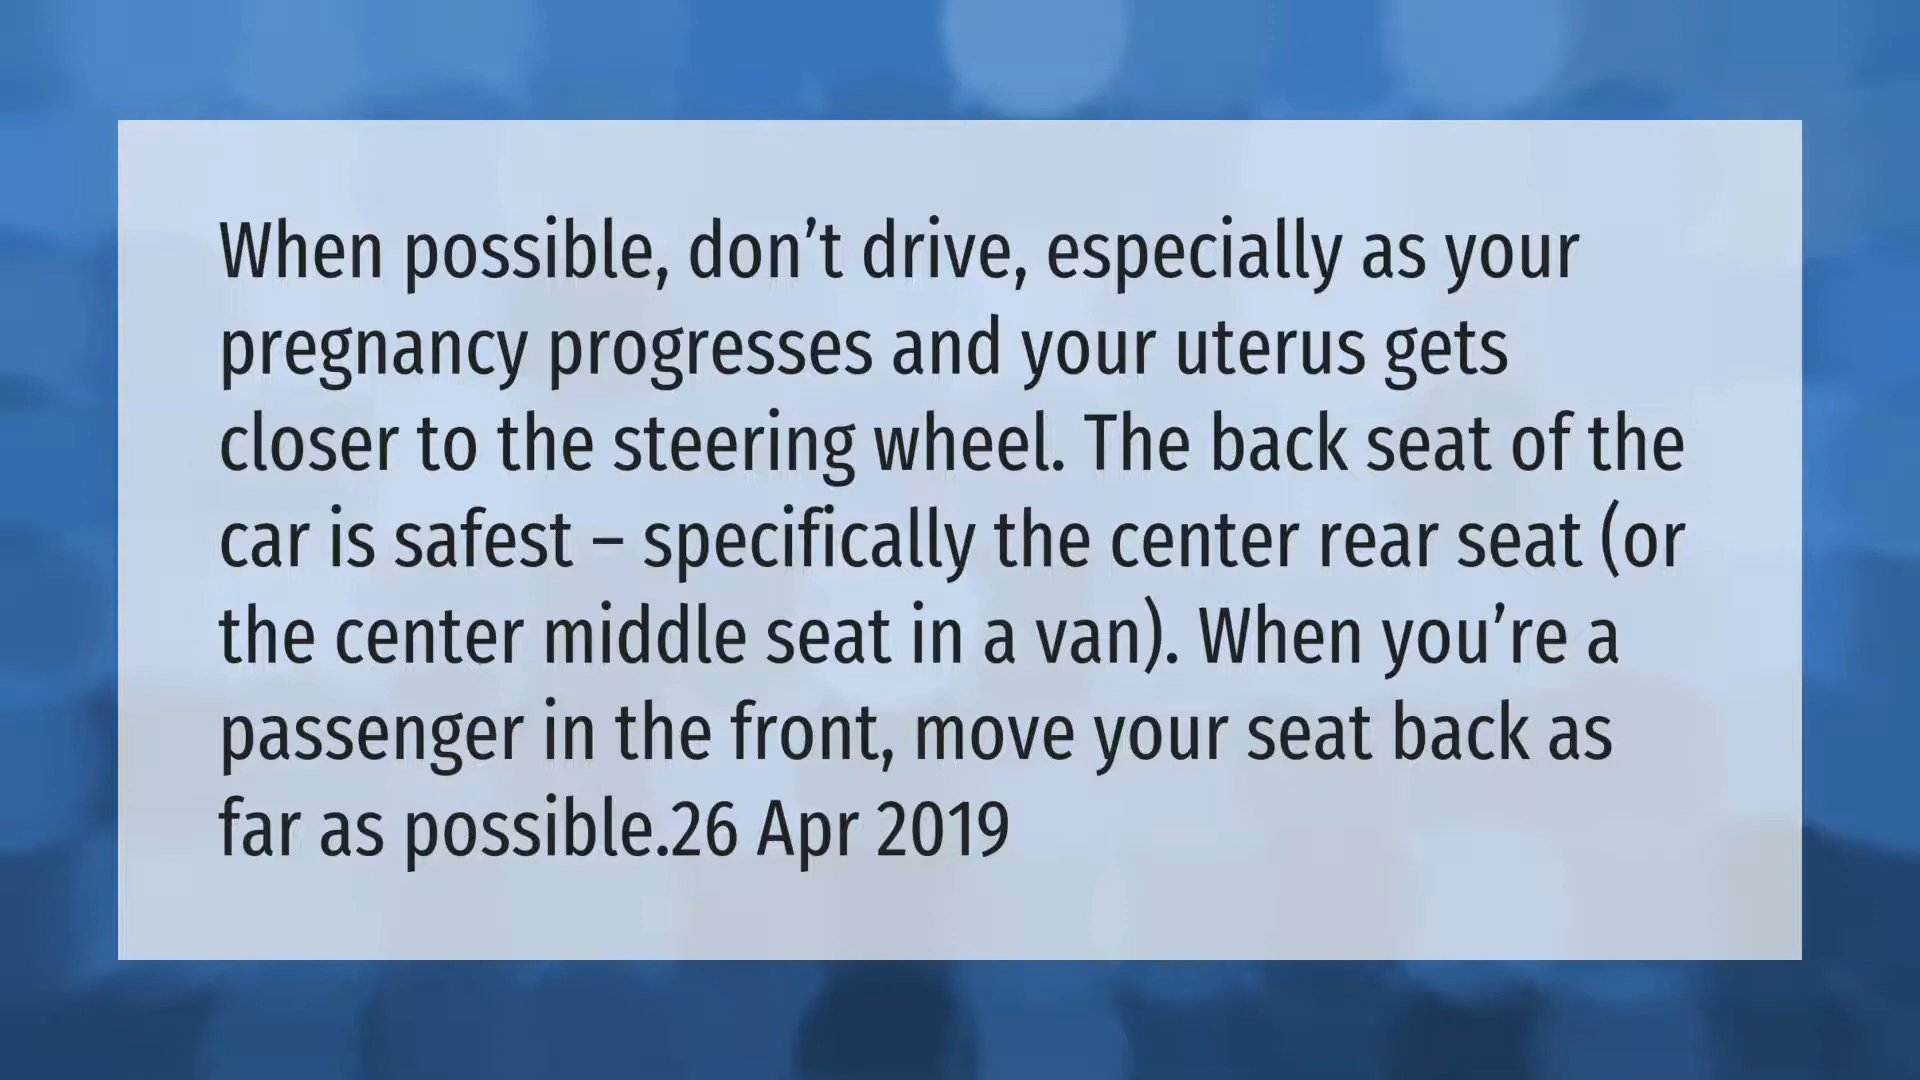 When possible, don’t drive, especially as your
pregnancy progresses and your uterus gets
closer to the steering wheel. The back seat of the
car is safest – specifically the center rear seat (or
the center middle seat in a van). When you’re a
passenger in the front, move your seat back as
far as possible.26 Apr 2019